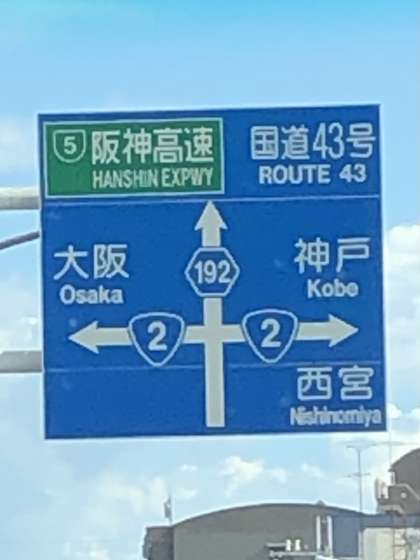 5 阪神高速
HANSHIN EXPWY
国道43号
ROUTE 43
192
大阪
Osaka
神戸
Kobe
2
2
西宮
Nishinomiya